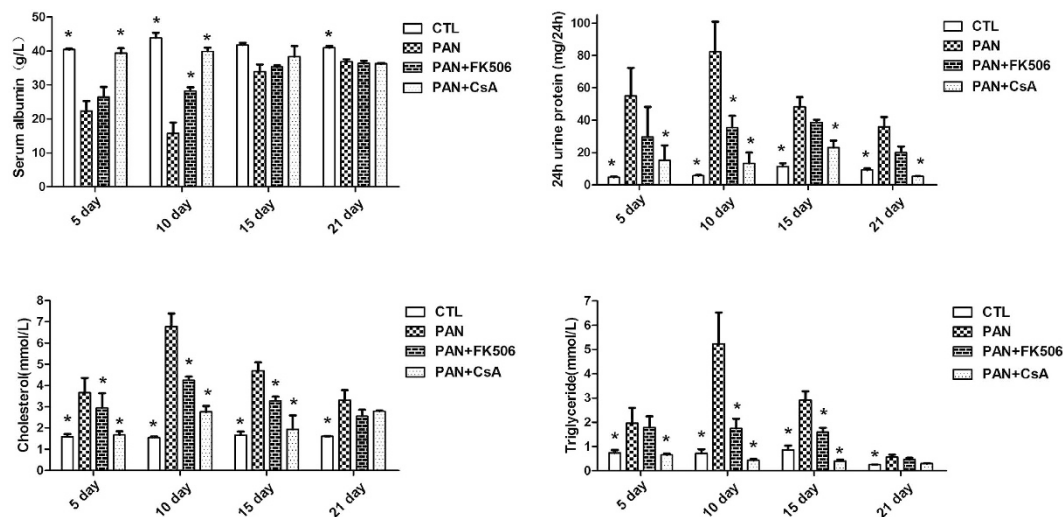 Serum albumin (g/L)
50
40
30
20
10
0
*
*
*
*
*
*
5 day
10 day
15 day
21 day
CTL
PAN
PAN+FK506
PAN+CsA
24h urine protein (mg/24h)
100
80
60
40
20
0
*
*
*
*
*
*
*
*
*
5 day
10 day
15 day
21 day
CTL
PAN
PAN+FK506
PAN+CsA
Cholesterol(mmol/L)
8
7
6
5
4
3
2
1
0
*
*
*
*
*
*
*
*
*
*
5 day
10 day
15 day
21 day
CTL
PAN
PAN+FK506
PAN+CsA
Triglyceride(mmol/L)
7
6
5
4
3
2
1
0
*
*
*
*
*
*
*
*
*
5 day
10 day
15 day
21 day
CTL
PAN
PAN+FK506
PAN+CsA